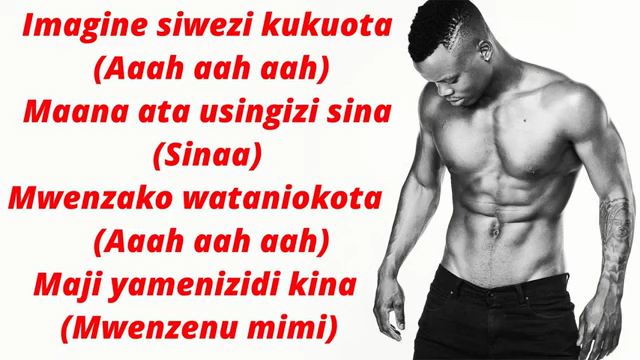 Imagine siwezi kukuota
(Aaah aah aah)
Maana ata usingizi sina
(Sinaa)
Mwenzako wataniokota
(Aaah aah aah)
Maji yamenizidi kina
(Mwenzenu mimi)